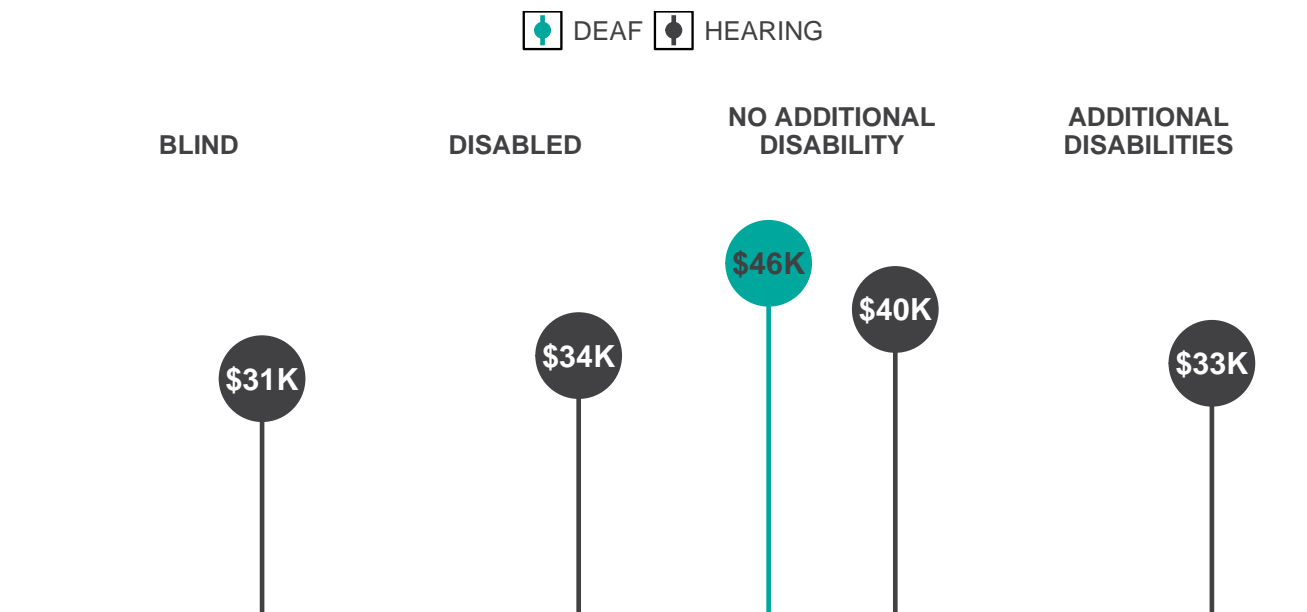 DEAF HEARING
BLIND
DISABLED
NO ADDITIONAL
DISABILITY
ADDITIONAL
DISABILITIES
$31K
$34K
$46K
$40K
$33K